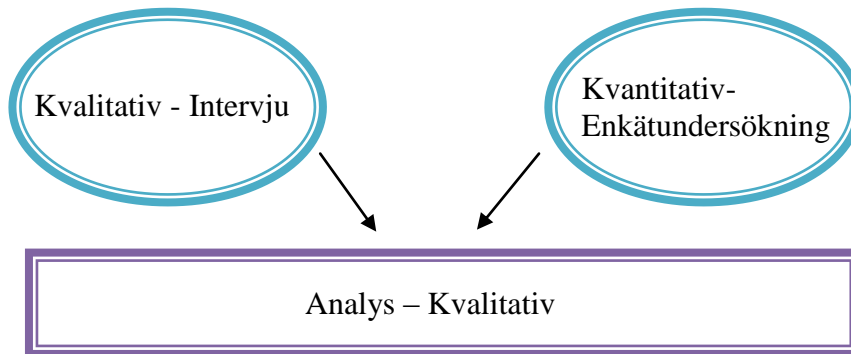 Kvalitativ - Intervju
Kvantitativ-
Enkätundersökning
Analys – Kvalitativ